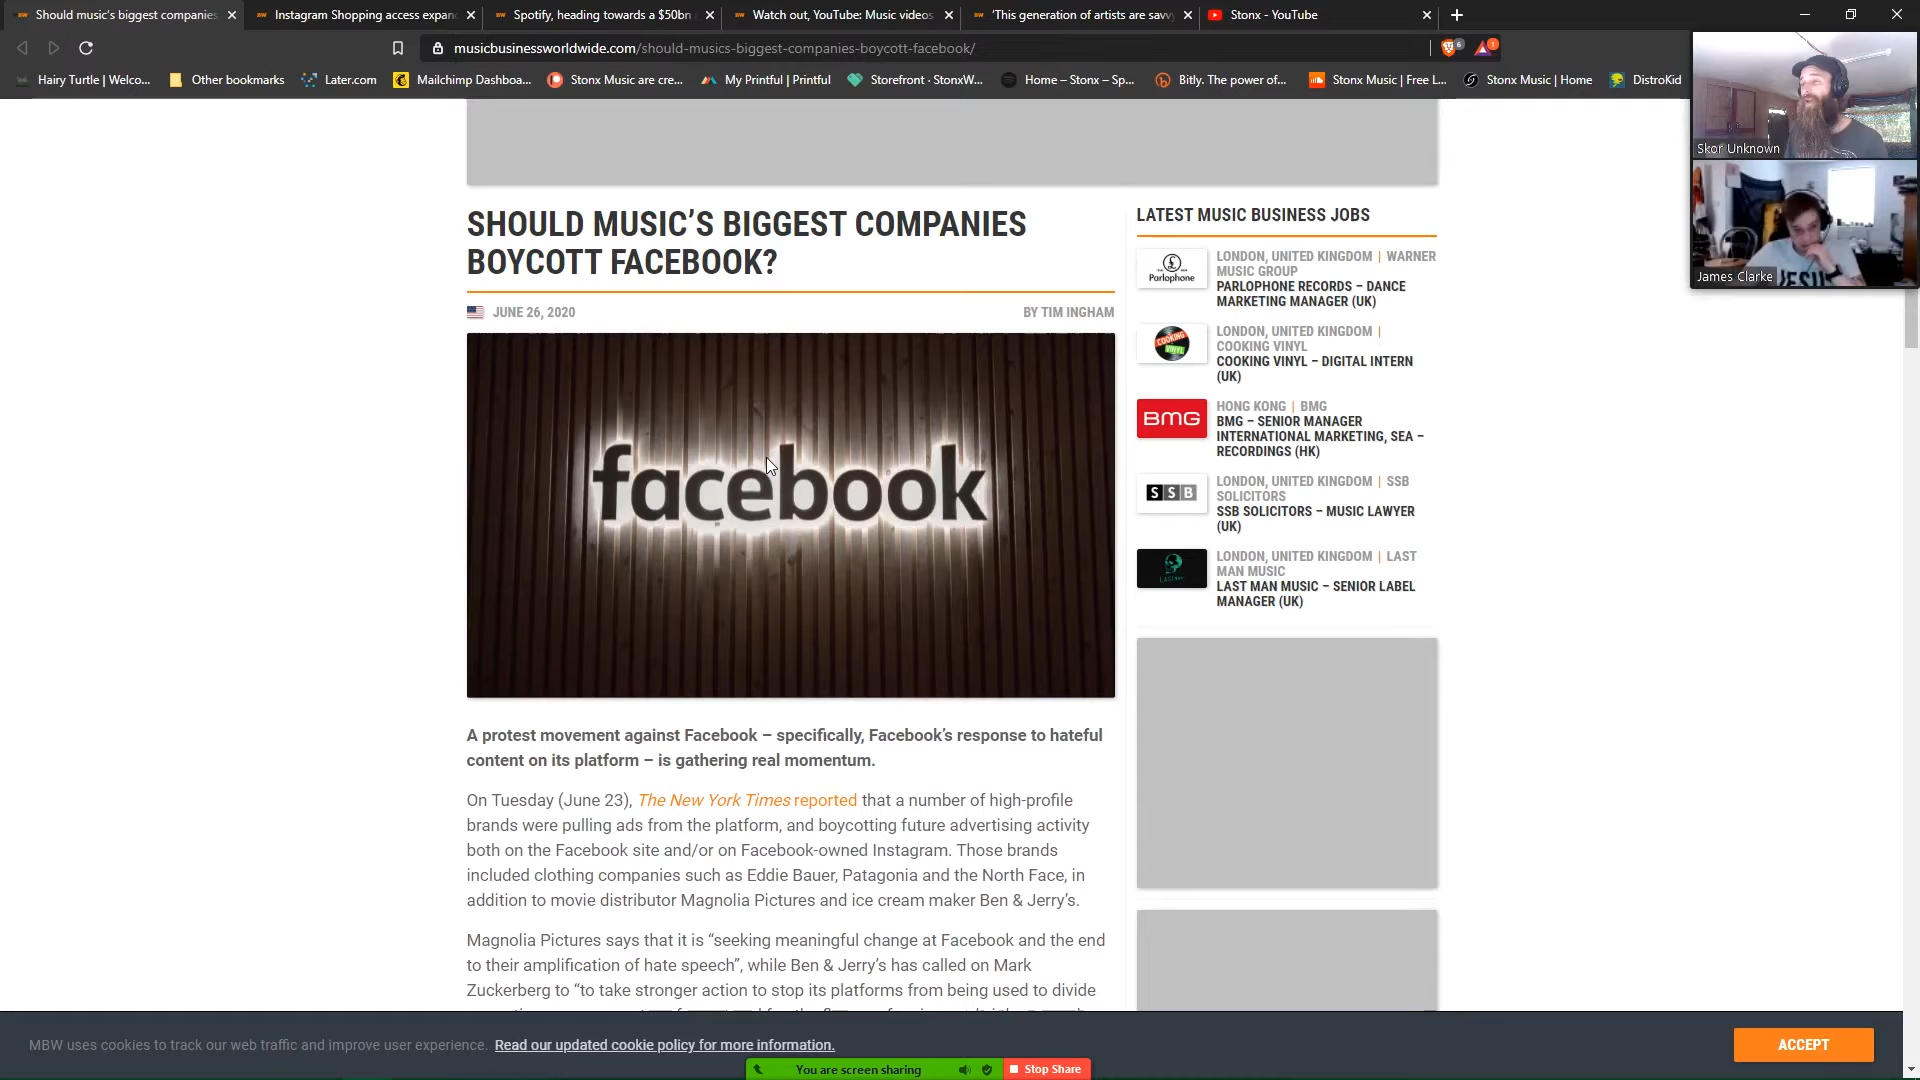 Should music's biggest companies
Instagram Shopping access expan
Spotify, heading towards a $50bn
Watch out, YouTube: Music videos
'This generation of artists are savvy
Stonx - YouTube
musicbusinessworldwide.com/should-musics-biggest-companies-boycott-facebook/
6
1
Hairy Turtle | Welco...
Other bookmarks
Later.com
Mailchimp Dashboa...
Stonx Music are cre...
My Printful | Printful
Storefront · StonxW...
Home – Stonx – Sp...
Bitly. The power of...
Stonx Music | Free L...
Stonx Music | Home
DistroKid
Skor Unknown
James Clarke
SHOULD MUSIC’S BIGGEST COMPANIES
BOYCOTT FACEBOOK?
JUNE 26, 2020
BY TIM INGHAM
facebook
A protest movement against Facebook – specifically, Facebook’s response to hateful
content on its platform – is gathering real momentum.
On Tuesday (June 23), The New York Times reported that a number of high-profile
brands were pulling ads from the platform, and boycotting future advertising activity
both on the Facebook site and/or on Facebook-owned Instagram. Those brands
included clothing companies such as Eddie Bauer, Patagonia and the North Face, in
addition to movie distributor Magnolia Pictures and ice cream maker Ben & Jerry’s.
Magnolia Pictures says that it is “seeking meaningful change at Facebook and the end
to their amplification of hate speech”, while Ben & Jerry’s has called on Mark
Zuckerberg to “to take stronger action to stop its platforms from being used to divide
LATEST MUSIC BUSINESS JOBS
Parlophone
LONDON, UNITED KINGDOM | WARNER
MUSIC GROUP
PARLOPHONE RECORDS – DANCE
MARKETING MANAGER (UK)
COOKING
VINYL
LONDON, UNITED KINGDOM |
COOKING VINYL
COOKING VINYL – DIGITAL INTERN
(UK)
BMG
HONG KONG | BMG
BMG – SENIOR MANAGER
INTERNATIONAL MARKETING, SEA –
RECORDINGS (HK)
SSB
LONDON, UNITED KINGDOM | SSB
SOLICITORS
SSB SOLICITORS – MUSIC LAWYER
(UK)
LONDON, UNITED KINGDOM | LAST
MAN MUSIC
LAST MAN MUSIC – SENIOR LABEL
MANAGER (UK)
MBW uses cookies to track our web traffic and improve user experience. Read our updated cookie policy for more information.
ACCEPT
You are screen sharing
Stop Share